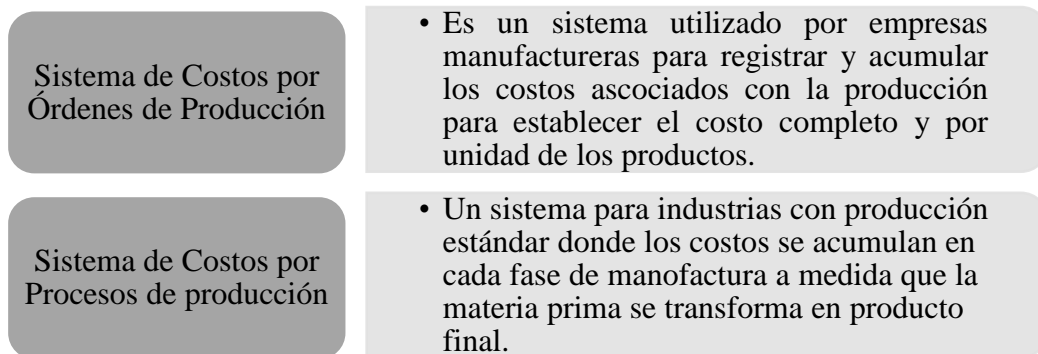 Sistema de Costos por
Órdenes de Producción
• Es un sistema utilizado por empresas
manufactureras para registrar y acumular
los costos ascociados con la producción
para establecer el costo completo y por
unidad de los productos.
Sistema de Costos por
Procesos de producción
• Un sistema para industrias con producción
estándar donde los costos se acumulan en
cada fase de manofactura a medida que la
materia prima se transforma en producto
final.